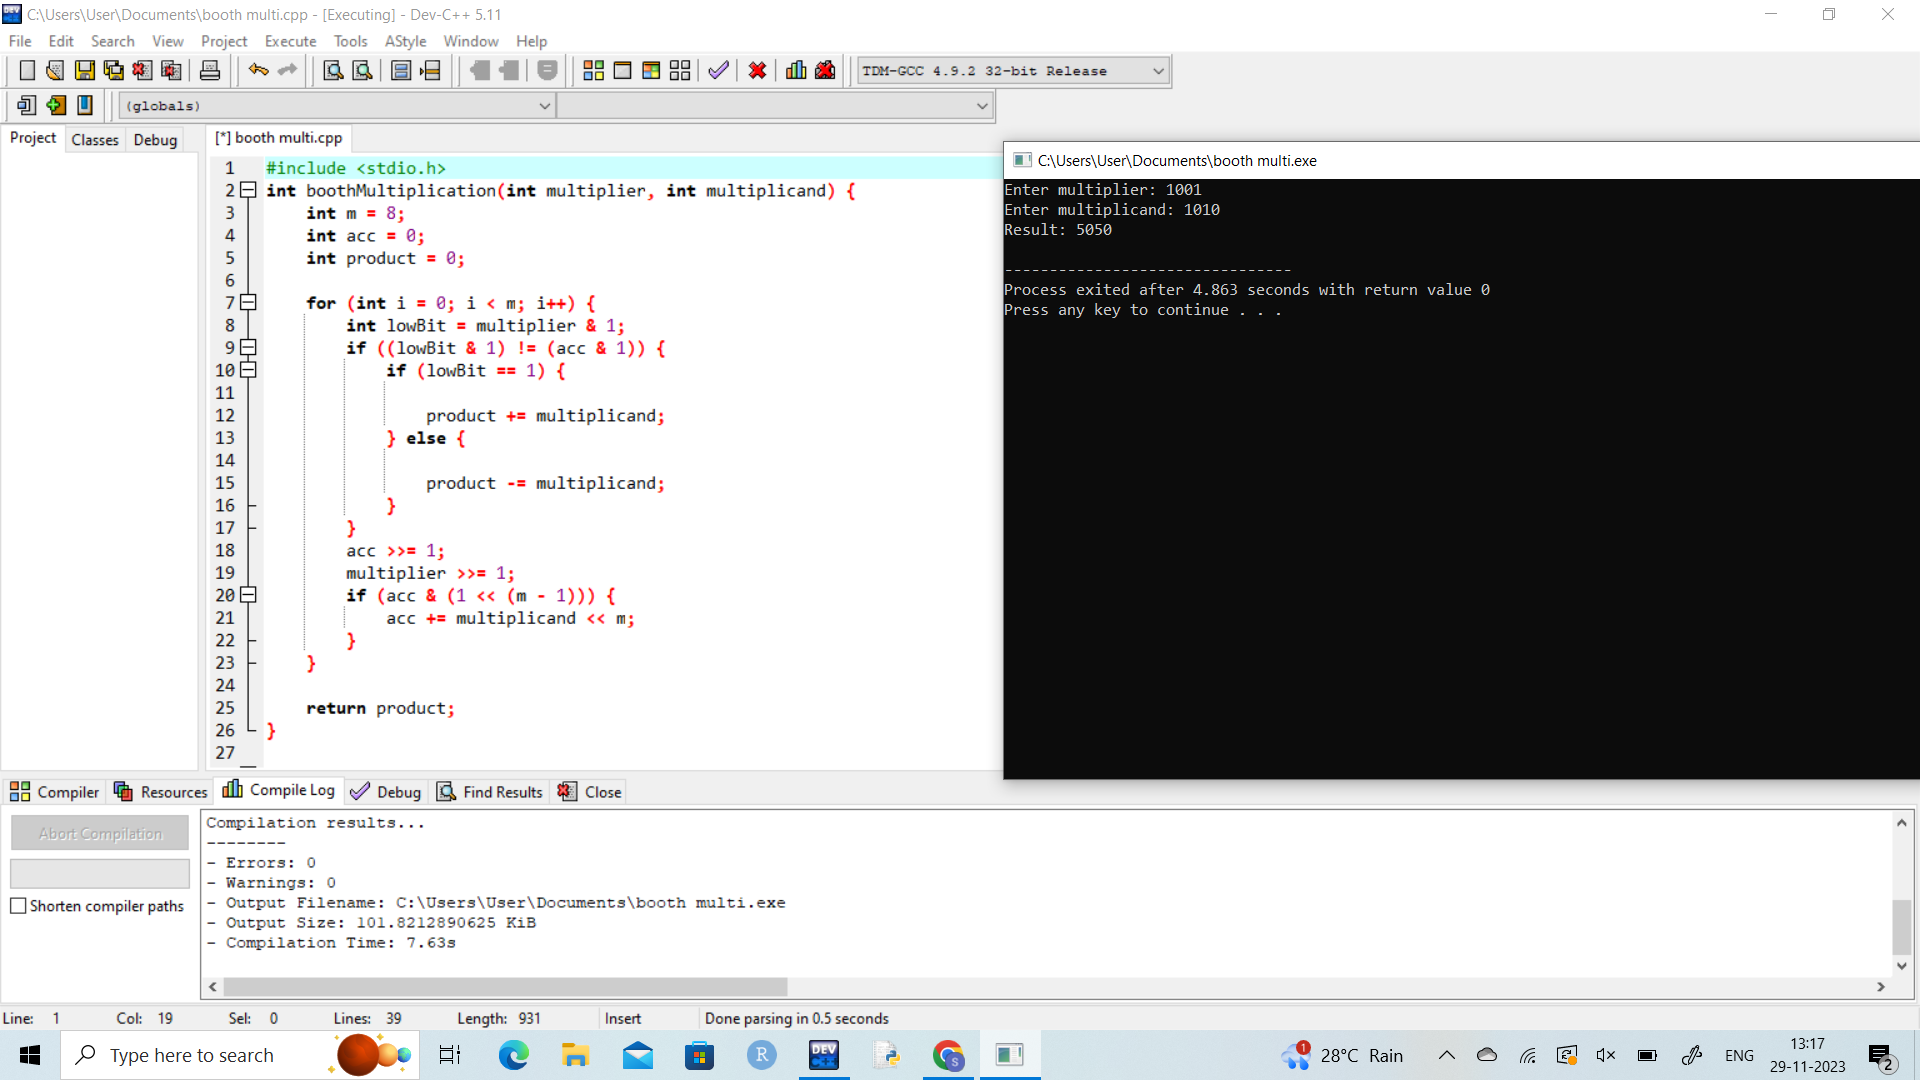 C:\Users\User\Documents\booth multi.cpp - [Executing] - Dev-C++ 5.11
File Edit Search View Project Execute Tools AStyle Window Help
TDM-GCC 4.9.2 32-bit Release
(globals)
Project Classes Debug
[*] booth multi.cpp
1 #include <stdio.h>
2 int boothMultiplication(int multiplier, int multiplicand) {
3 int m = 8;
4 int acc = 0;
5 int product = 0;
6
7 for (int i = 0; i < m; i++) {
8 int lowBit = multiplier & 1;
9 if ((lowBit & 1) != (acc & 1)) {
10 if (lowBit == 1) {
11
12 product += multiplicand;
13 } else {
14
15 product -= multiplicand;
16 }
17 }
18 acc >>= 1;
19 multiplier >>= 1;
20 if (acc & (1 << (m - 1))) {
21 acc += multiplicand << m;
22 }
23 }
24
25 return product;
26 }
27
C:\Users\User\Documents\booth multi.exe
Enter multiplier: 1001
Enter multiplicand: 1010
Result: 5050
--------------------------------
Process exited after 4.863 seconds with return value 0
Press any key to continue . . .
Compiler Resources Compile Log Debug Find Results Close
Abort Compilation
Shorten compiler paths
Compilation results...
--------
- Errors: 0
- Warnings: 0
- Output Filename: C:\Users\User\Documents\booth multi.exe
- Output Size: 101.8212890625 KiB
- Compilation Time: 7.63s
Line: 1 Col: 19 Sel: 0 Lines: 39 Length: 931 Insert Done parsing in 0.5 seconds
Type here to search
R
DEV C++
S
1
28°C Rain
ENG
13:17
29-11-2023
2